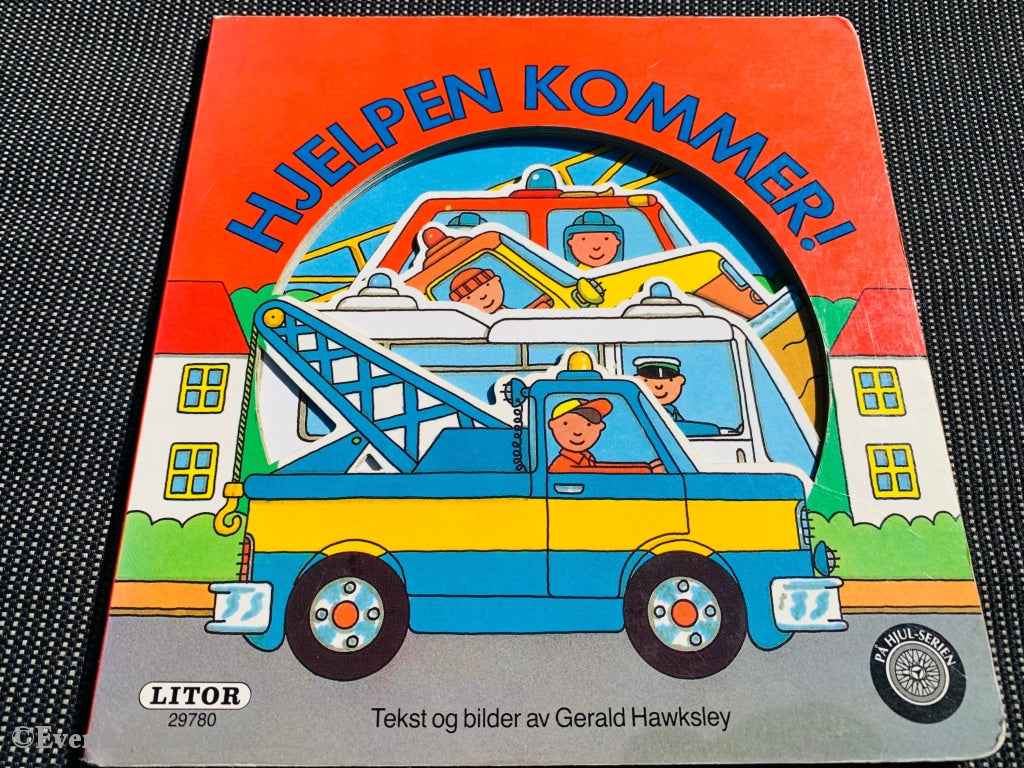 HJELPEN KOMMER!
PÅ HJUL-SERIEN
LITOR
29780
Tekst og bilder av Gerald Hawksley